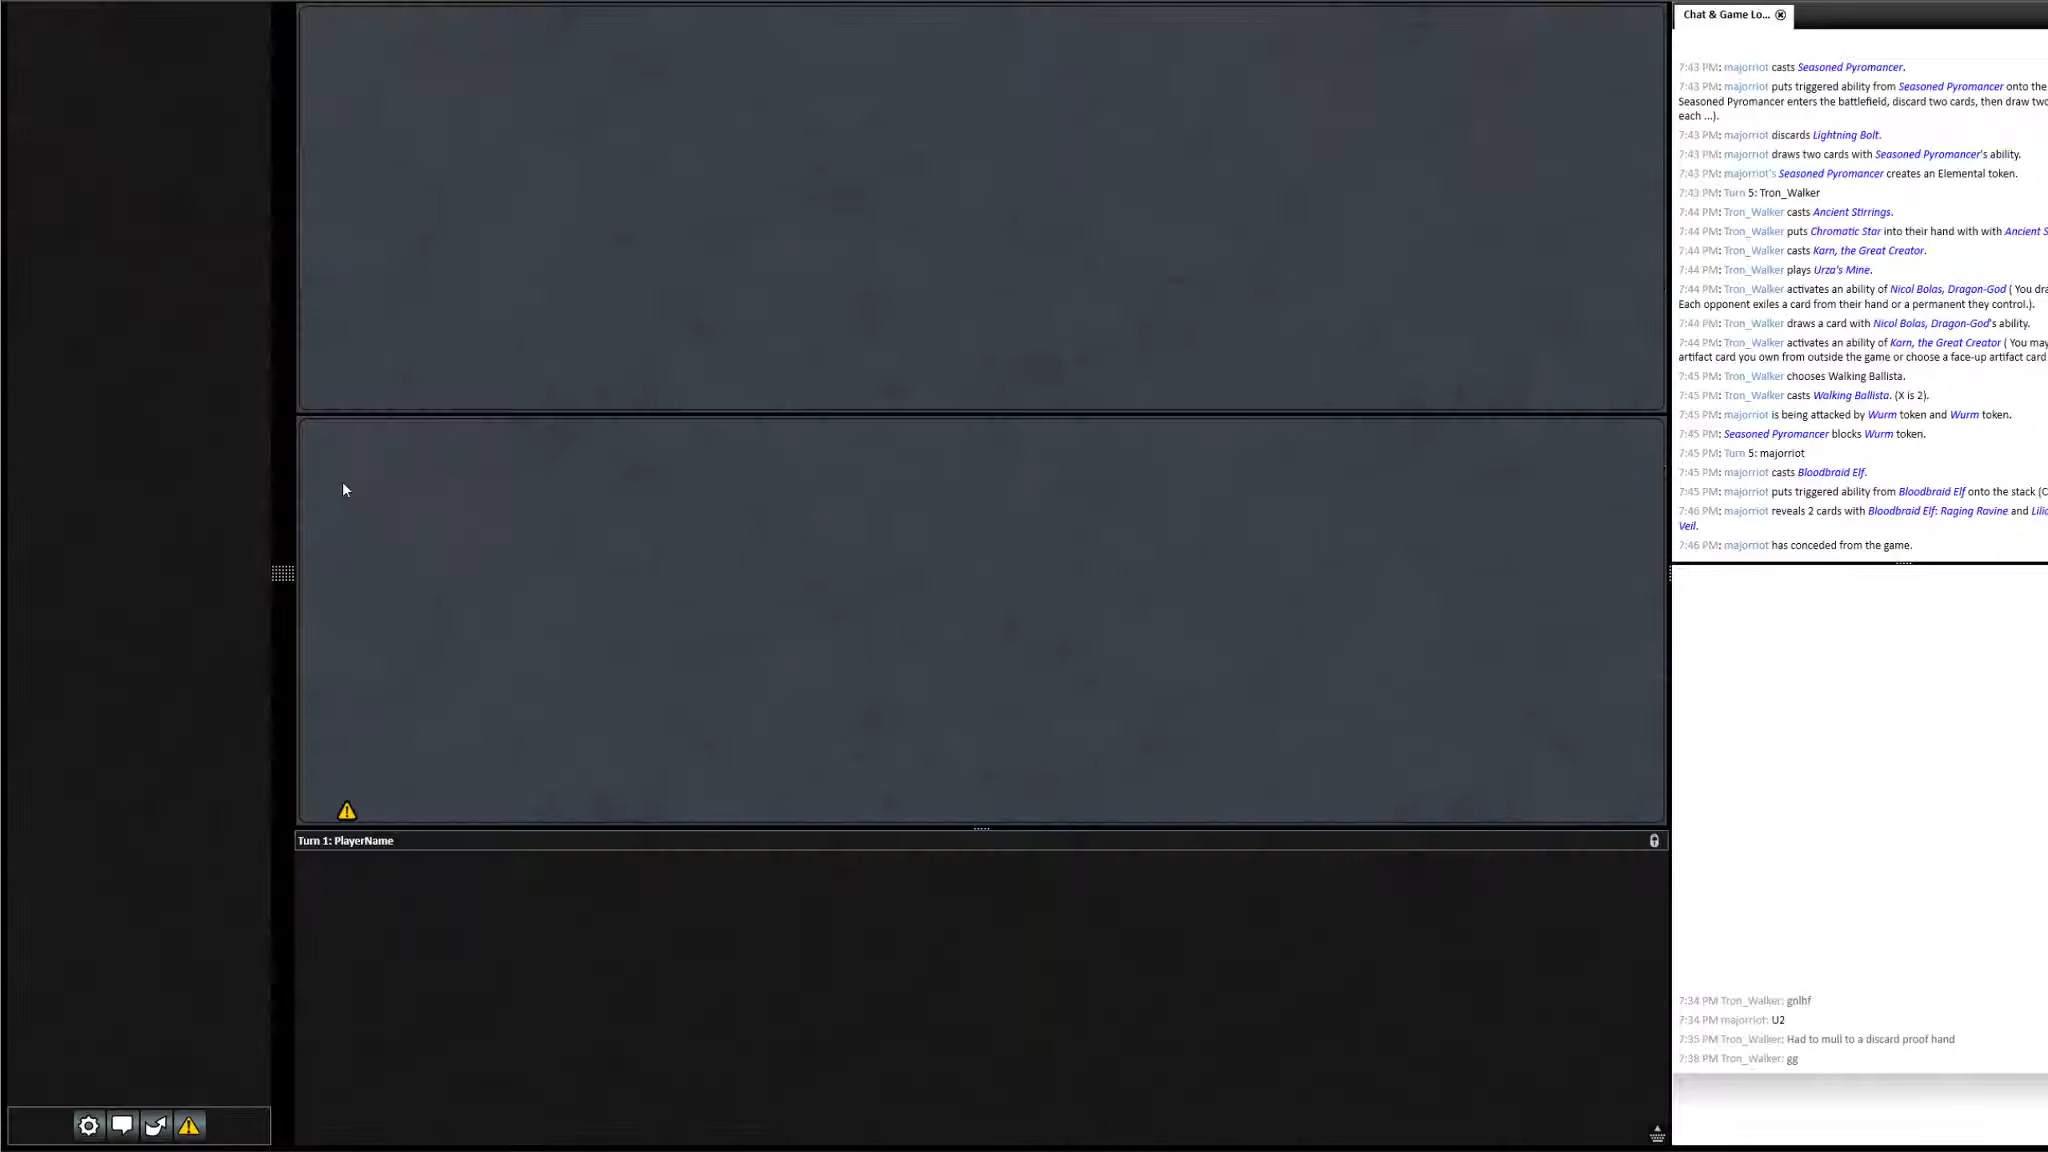 Chat & Game Lo...
7:43 PM: majorriot casts Seasoned Pyromancer.
7:43 PM: majorriot puts triggered ability from Seasoned Pyromancer onto the
Seasoned Pyromancer enters the battlefield, discard two cards, then draw two
each ...).
7:43 PM: majorriot discards Lightning Bolt.
7:43 PM: majorriot draws two cards with Seasoned Pyromancer's ability.
7:43 PM: majorriot's Seasoned Pyromancer creates an Elemental token.
7:43 PM: Turn 5: Tron_Walker
7:44 PM: Tron_Walker casts Ancient Stirrings.
7:44 PM: Tron_Walker puts Chromatic Star into their hand with with Ancient S
7:44 PM: Tron_Walker casts Karn, the Great Creator.
7:44 PM: Tron_Walker plays Urza's Mine.
7:44 PM: Tron_Walker activates an ability of Nicol Bolas, Dragon-God ( You dra
Each opponent exiles a card from their hand or a permanent they control.).
7:44 PM: Tron_Walker draws a card with Nicol Bolas, Dragon-God's ability.
7:44 PM: Tron_Walker activates an ability of Karn, the Great Creator ( You may
artifact card you own from outside the game or choose a face-up artifact card
7:45 PM: Tron_Walker chooses Walking Ballista.
7:45 PM: Tron_Walker casts Walking Ballista. (X is 2).
7:45 PM: majorriot is being attacked by Wurm token and Wurm token.
7:45 PM: Seasoned Pyromancer blocks Wurm token.
7:45 PM: Turn 5: majorriot
7:45 PM: majorriot casts Bloodbraid Elf.
7:45 PM: majorriot puts triggered ability from Bloodbraid Elf onto the stack (C
7:46 PM: majorriot reveals 2 cards with Bloodbraid Elf: Raging Ravine and Lili
Veil.
7:46 PM: majorriot has conceded from the game.
Turn 1: PlayerName
7:34 PM Tron_Walker: gnlhf
7:34 PM majorriot: U2
7:35 PM Tron_Walker: Had to mull to a discard proof hand
7:38 PM Tron_Walker: gg